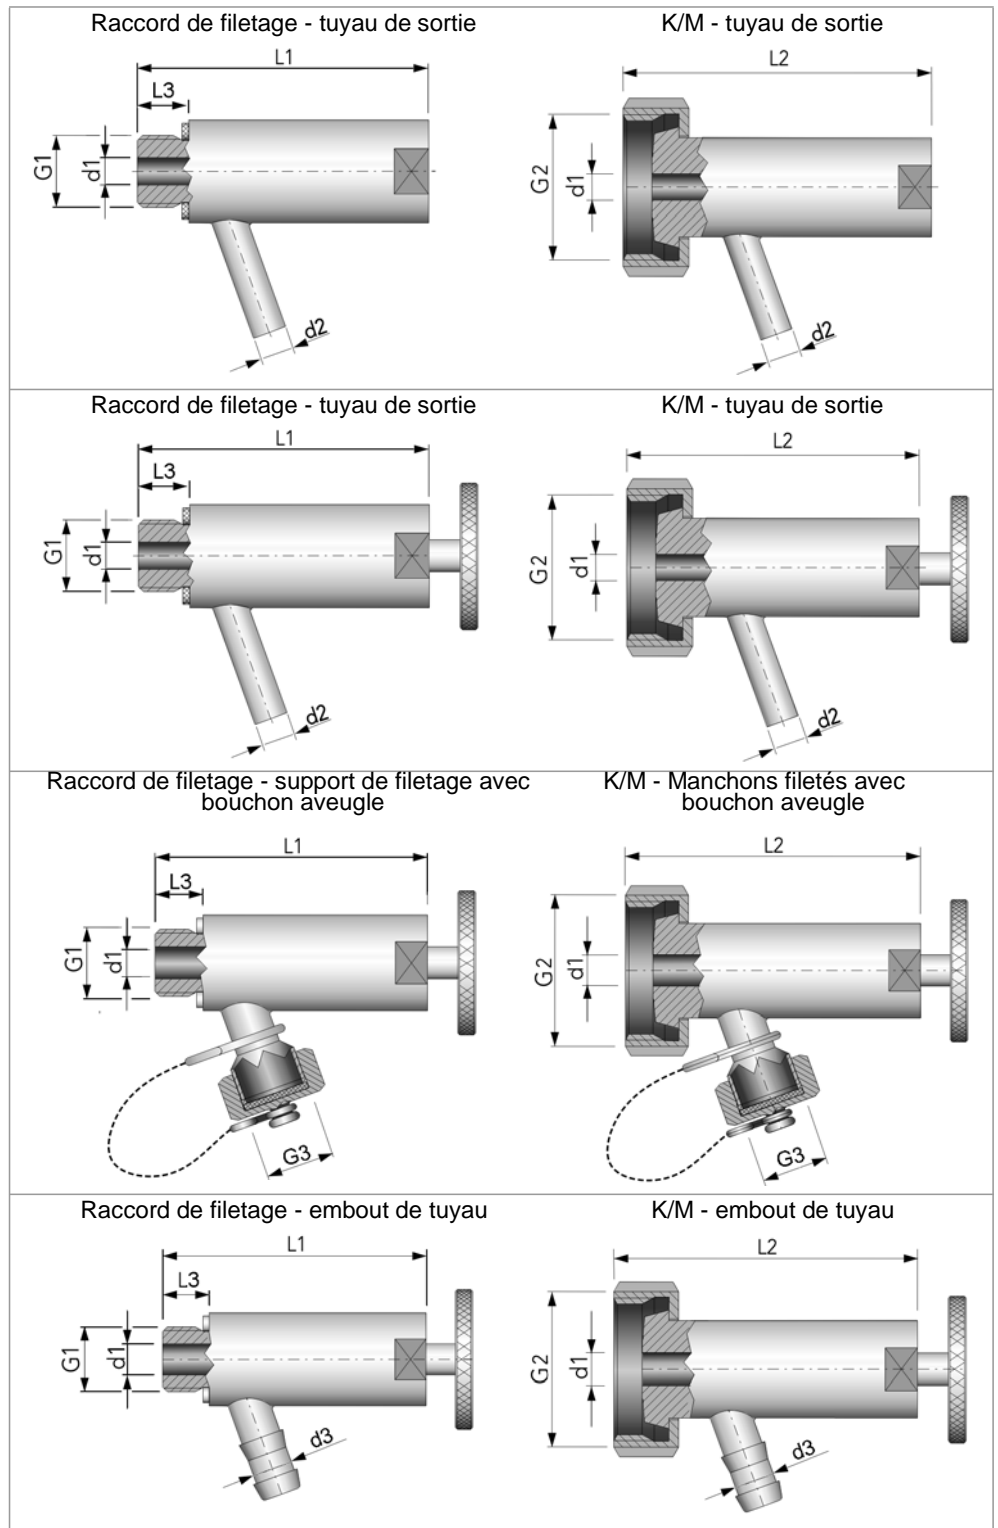 Raccord de filetage - tuyau de sortie
L1
L3
G1
d1
d2
K/M - tuyau de sortie
L2
G2
d1
d2
Raccord de filetage - tuyau de sortie
L1
L3
G1
d1
d2
K/M - tuyau de sortie
L2
G2
d1
d2
Raccord de filetage - support de filetage avec
bouchon aveugle
L1
L3
G1
d1
G3
K/M - Manchons filetés avec
bouchon aveugle
L2
G2
d1
G3
Raccord de filetage - embout de tuyau
L1
L3
G1
d1
d3
K/M - embout de tuyau
L2
G2
d1
d3